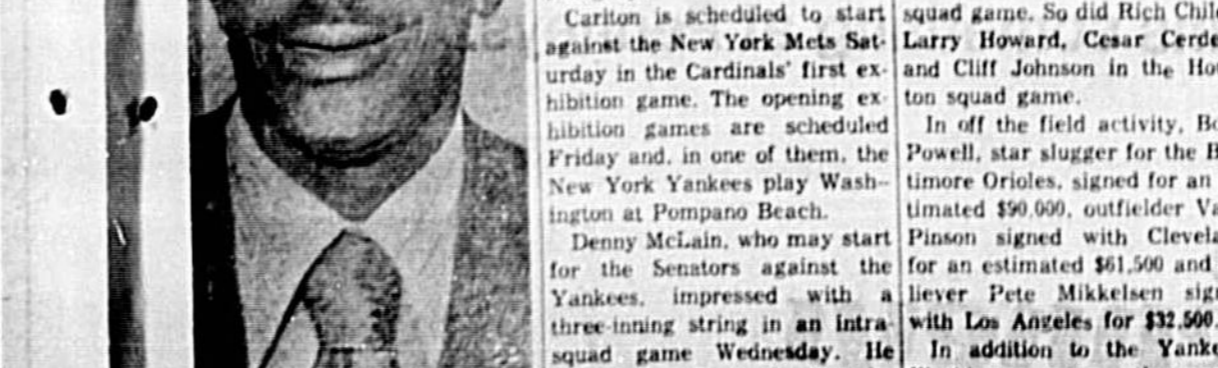 Carlton is scheduled to start
against the New York Mets Sat-
urday in the Cardinals' first ex-
hibition game. The opening ex-
hibition games are scheduled
Friday and, in one of them, the
New York Yankees play Wash-
ington at Pompano Beach.
Denny McLain, who may start
for the Senators against the
Yankees, impressed with a
three-inning string in an intra-
squad game Wednesday. He
squad game. So did Rich Chil
Larry Howard, Cesar Cerde
and Cliff Johnson in the Ho
ton squad game.
In off the field activity, Bo
Powell, star slugger for the B
timore Orioles, signed for an
timated $90,000, outfielder Va
Pinson signed with Clevela
for an estimated $61,500 and
liever Pete Mikkelsen sig
with Los Angeles for $32,500.
In addition to the Yanke